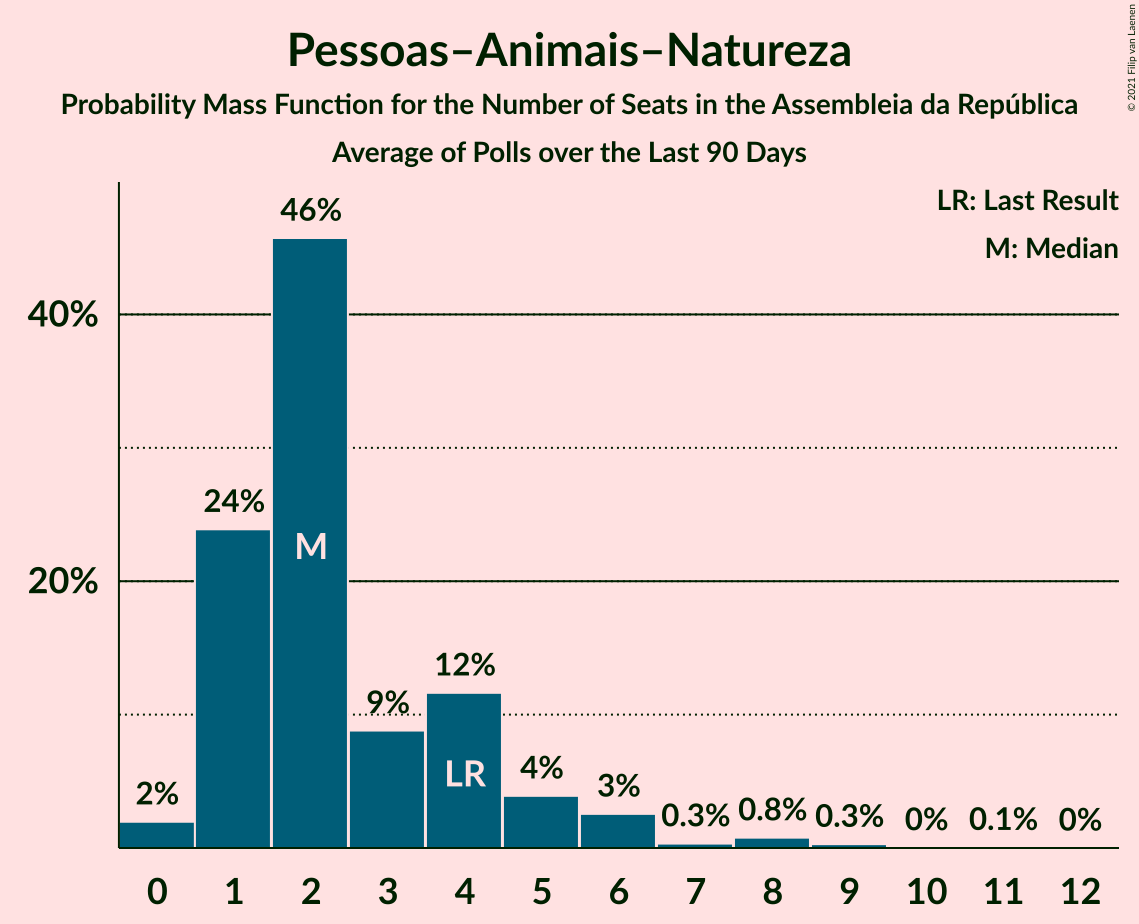 Pessoas–Animais–Natureza
Probability Mass Function for the Number of Seats in the Assembleia da República
Average of Polls over the Last 90 Days
© 2021 Filip van Laenen
LR: Last Result
M: Median
40%
20%
2%
24%
46%
9%
12%
4%
3%
0.3%
0.8%
0.3%
0%
0.1%
0%
M
LR
0 1 2 3 4 5 6 7 8 9 10 11 12